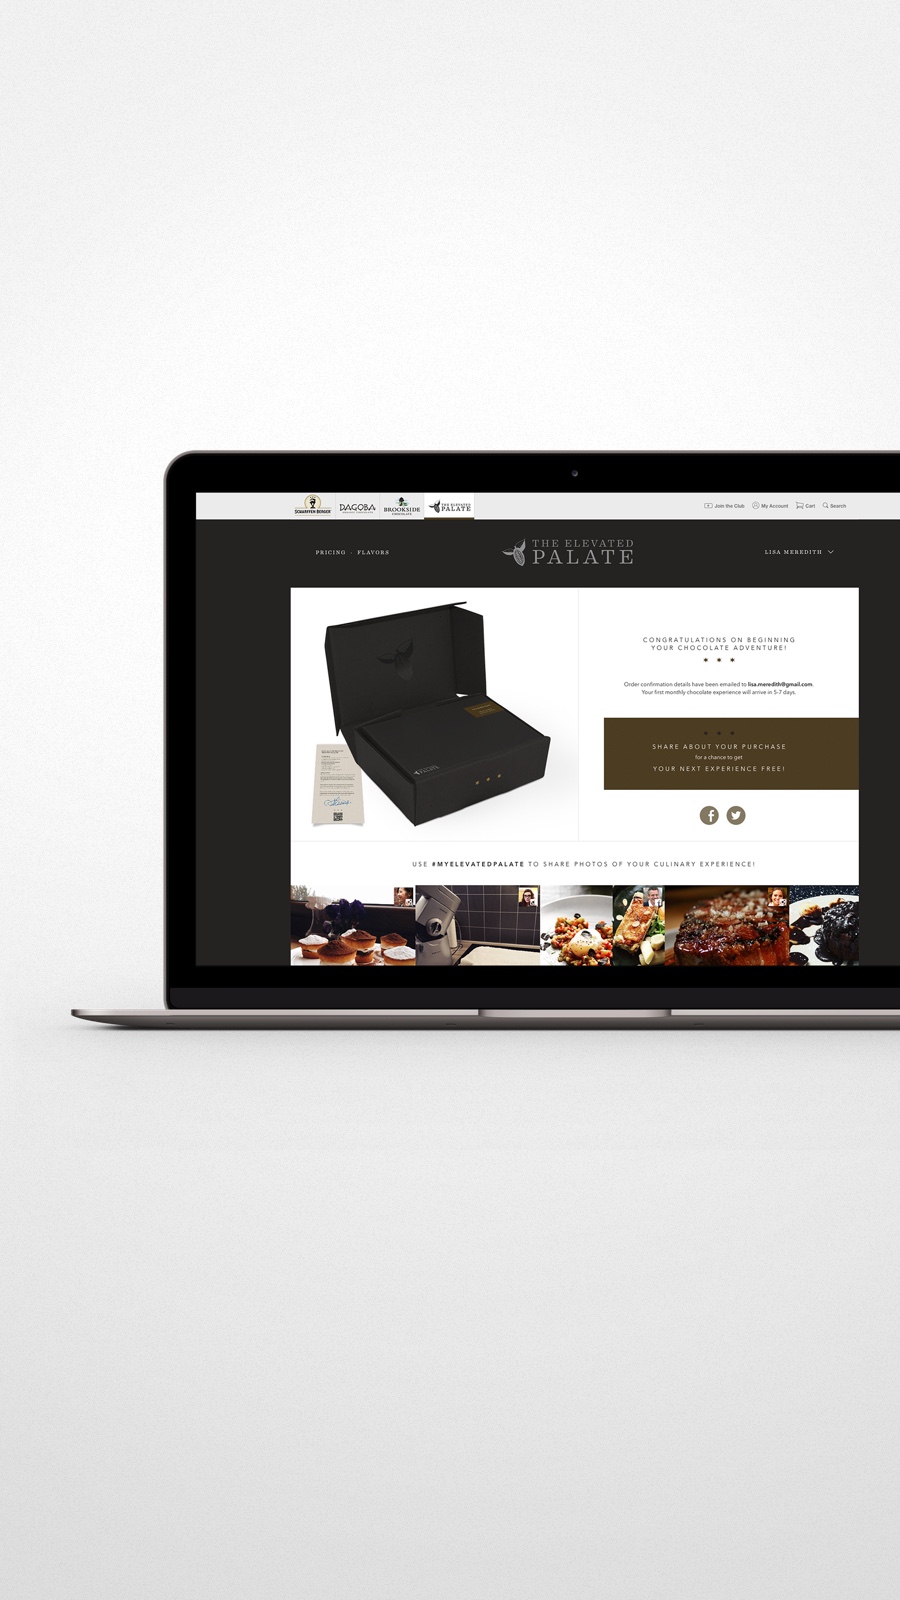 SCHARFFEN BERGER
DAGOBA
BROOKSIDE
CHOCOLATE
THE ELEVATED
PALATE
Join the Club
My Account
Cart
Search
PRICING - FLAVORS
THE ELEVATED
PALATE
LISA MEREDITH
CONGRATULATIONS ON BEGINNING
YOUR CHOCOLATE ADVENTURE!
Order confirmation details have been emailed to lisa.meredith@gmail.com.
Your first monthly chocolate experience will arrive in 5-7 days.
SHARE ABOUT YOUR PURCHASE
for a chance to get
YOUR NEXT EXPERIENCE FREE!
USE #MYELEVATEDPALATE TO SHARE PHOTOS OF YOUR CULINARY EXPERIENCE!